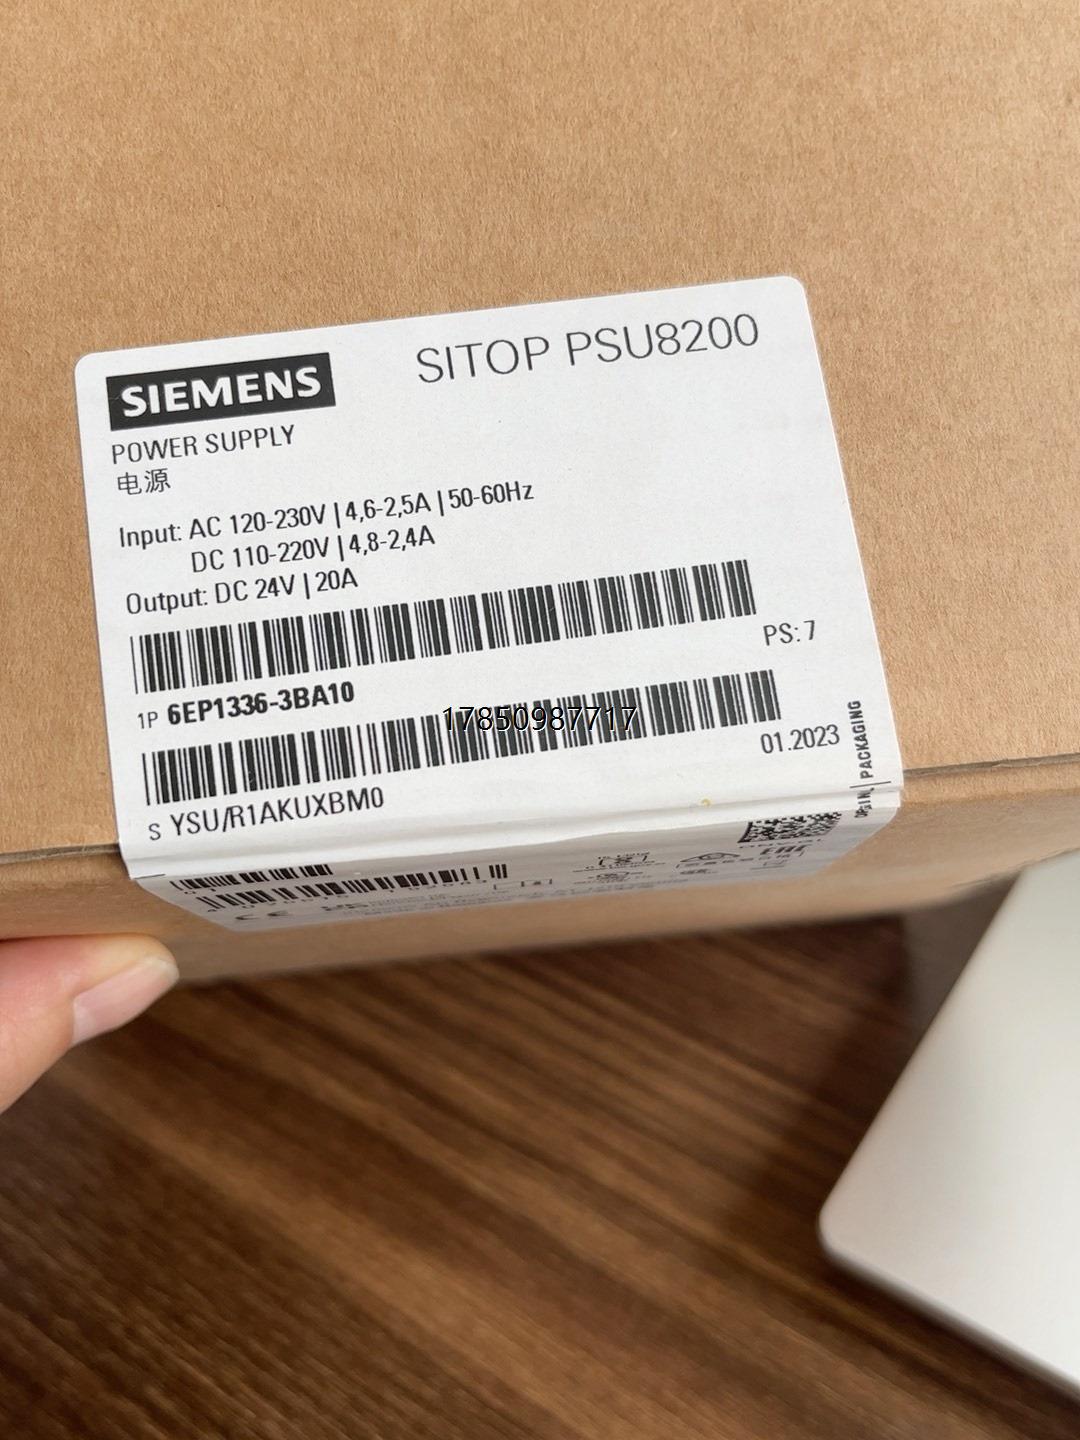 SIEMENS
SITOP PSU8200
POWER SUPPLY
电源
Input: AC 120-230V | 4,6-2,5A | 50-60Hz
DC 110-220V | 4,8-2,4A
Output: DC 24V | 20A
PS: 7
1P 6EP1336-3BA10
17850987717
01.2023
S YSU/R1AKUXBM0
PACKAGING
EAC